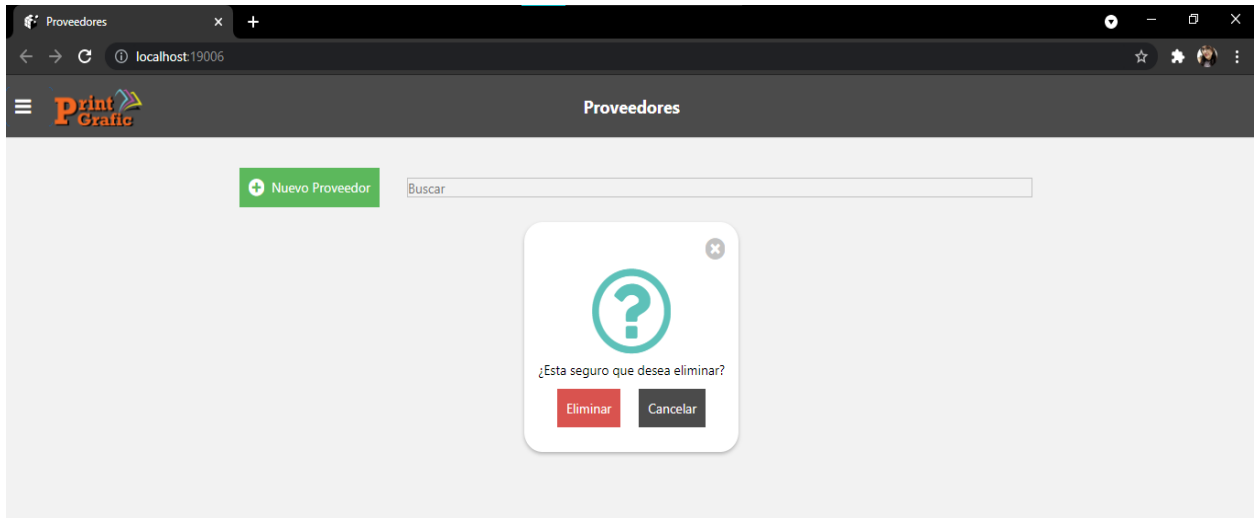 Proveedores
localhost:19006
Print
Grafic
Proveedores
Nuevo Proveedor
Buscar
¿Esta seguro que desea eliminar?
Eliminar
Cancelar